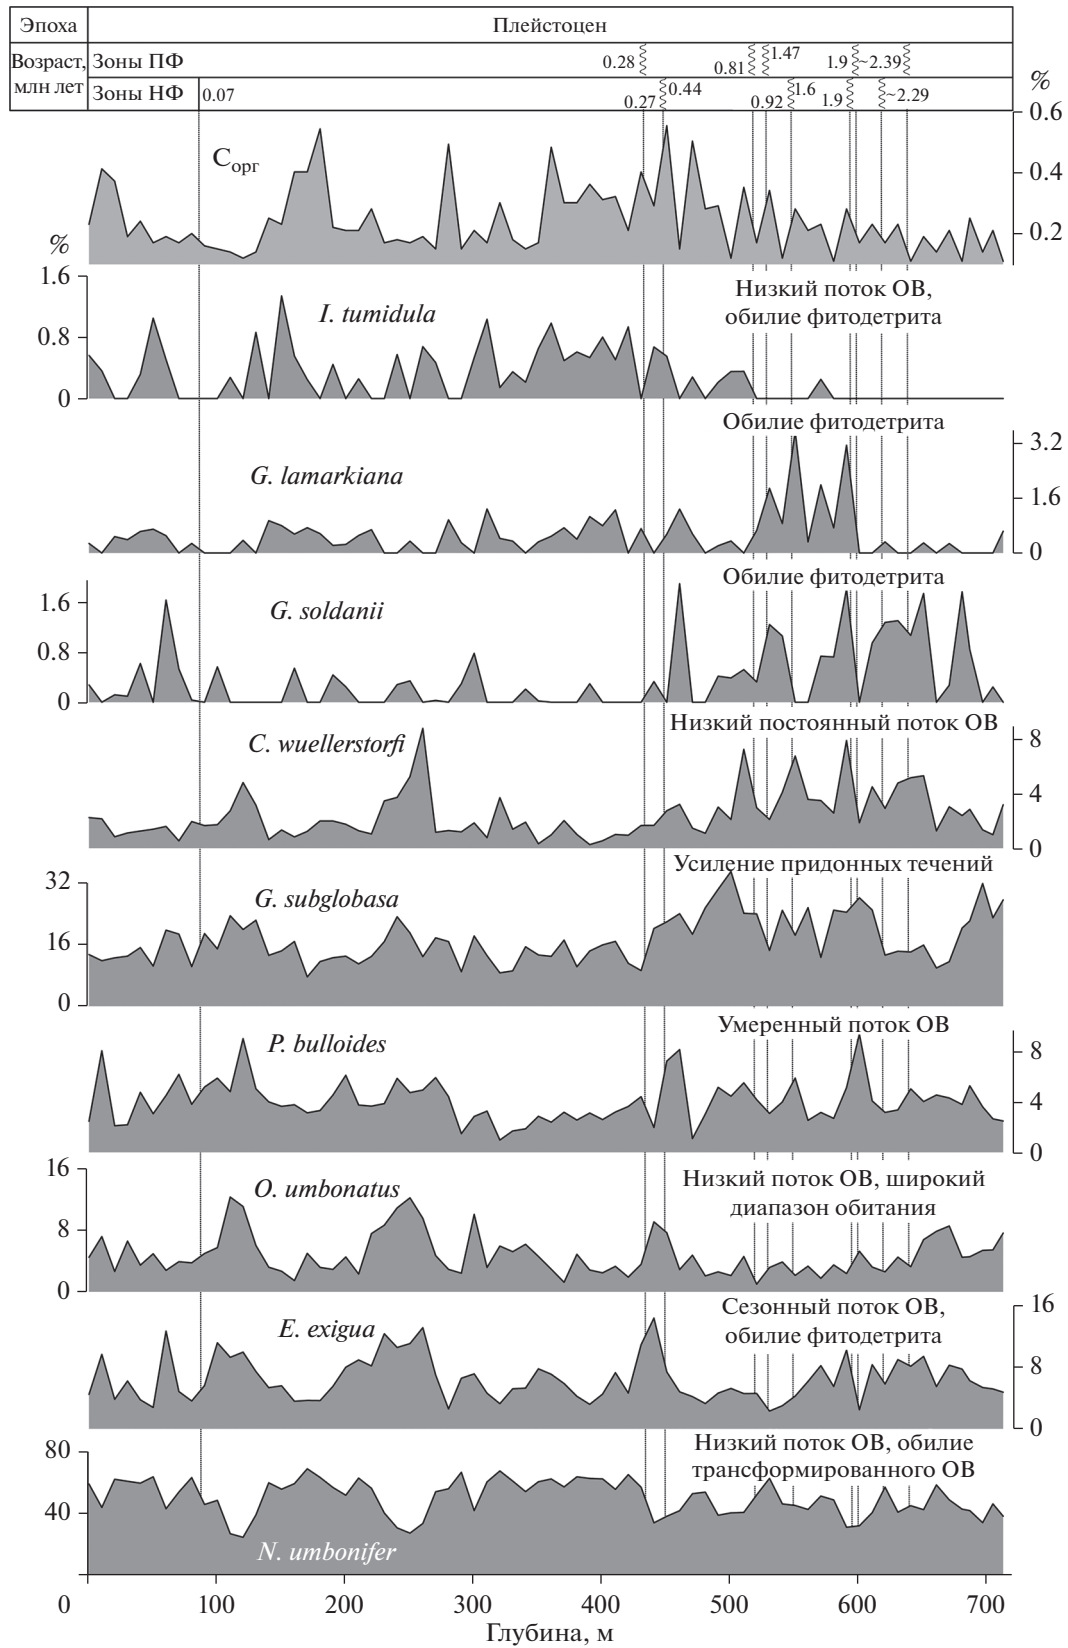 Эпоха
Плейстоцен
Возраст,
млн лет
Зоны ПФ
0.28
0.81
1.47
1.9
~2.39
Зоны НФ
0.07
0.27
0.44
0.92
1.6
1.9
~2.29
%
0.6
0.4
0.2
Cорг
%
1.6
0.8
0
I. tumidula
Низкий поток ОВ,
обилие фитодетрита
G. lamarkiana
Обилие фитодетрита
3.2
1.6
0
G. soldanii
Обилие фитодетрита
1.6
0.8
0
C. wuellerstorfi
Низкий постоянный поток ОВ
8
4
0
G. subglobasa
Усиление придонных течений
32
16
0
P. bulloides
Умеренный поток ОВ
8
4
0
16
8
0
O. umbonatus
Низкий поток ОВ, широкий
диапазон обитания
E. exigua
Сезонный поток ОВ,
обилие фитодетрита
16
8
0
80
40
Низкий поток ОВ, обилие
трансформированного ОВ
N. umbonifer
0 100 200 300 400 500 600 700
Глубина, м